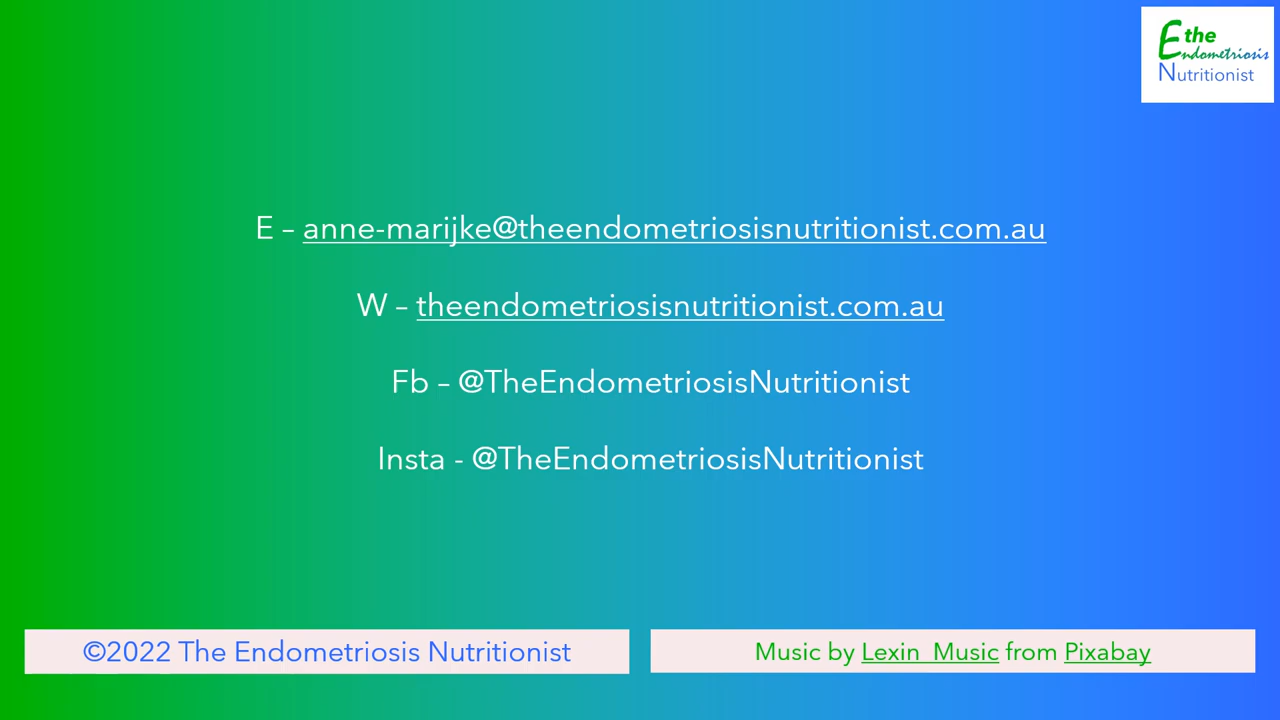 the
Endometriosis
Nutritionist
E – anne-marijke@theendometriosisnutritionist.com.au
W – theendometriosisnutritionist.com.au
Fb – @TheEndometriosisNutritionist
Insta - @TheEndometriosisNutritionist
©2022 The Endometriosis Nutritionist
Music by Lexin_Music from Pixabay